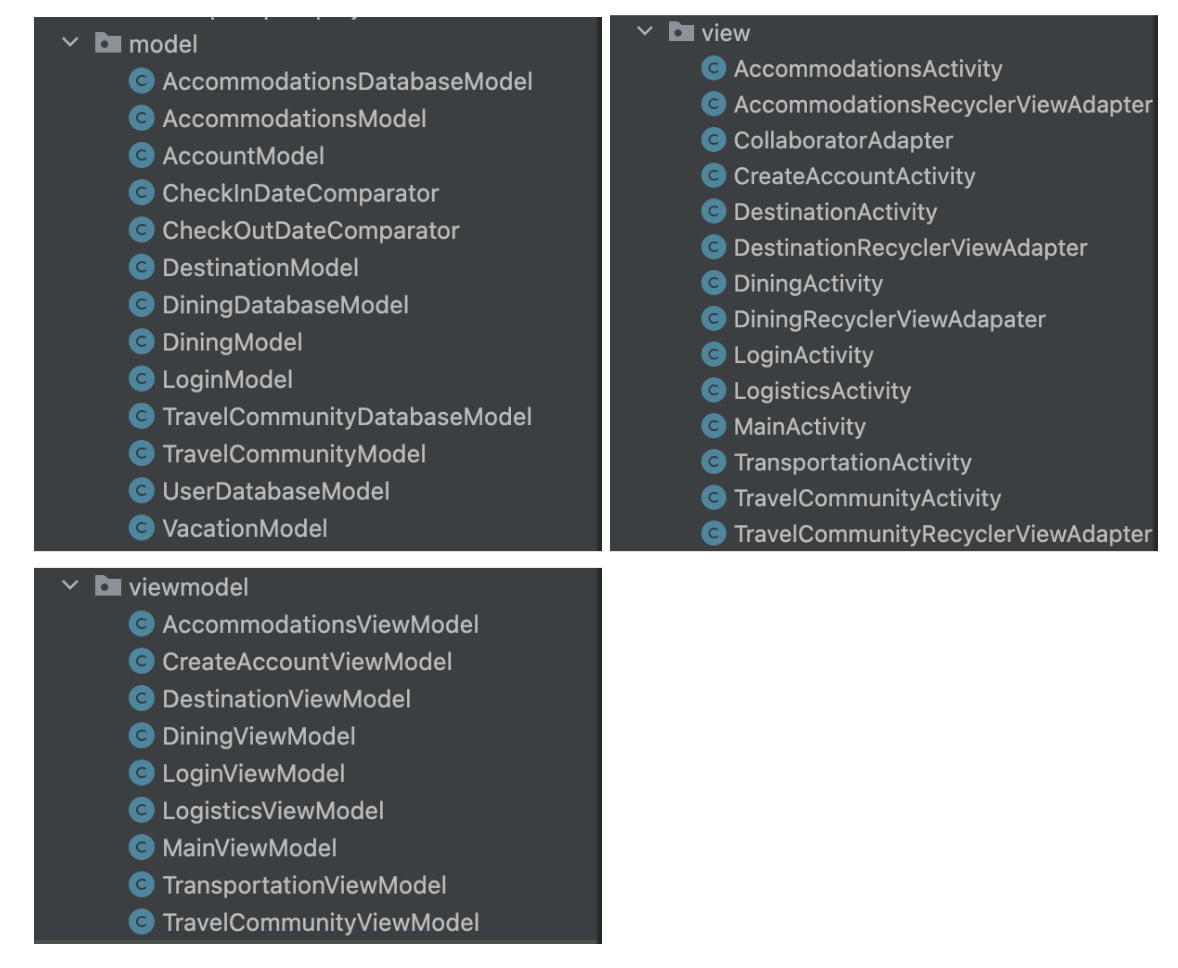 model
AccommodationsDatabaseModel
AccommodationsModel
AccountModel
CheckInDateComparator
CheckOutDateComparator
DestinationModel
DiningDatabaseModel
DiningModel
LoginModel
TravelCommunityDatabaseModel
TravelCommunityModel
UserDatabaseModel
VacationModel
view
AccommodationsActivity
AccommodationsRecyclerViewAdapter
CollaboratorAdapter
CreateAccountActivity
DestinationActivity
DestinationRecyclerViewAdapter
DiningActivity
DiningRecyclerViewAdapater
LoginActivity
LogisticsActivity
MainActivity
TransportationActivity
TravelCommunityActivity
TravelCommunityRecyclerViewAdapter
viewmodel
AccommodationsViewModel
CreateAccountViewModel
DestinationViewModel
DiningViewModel
LoginViewModel
LogisticsViewModel
MainViewModel
TransportationViewModel
TravelCommunityViewModel